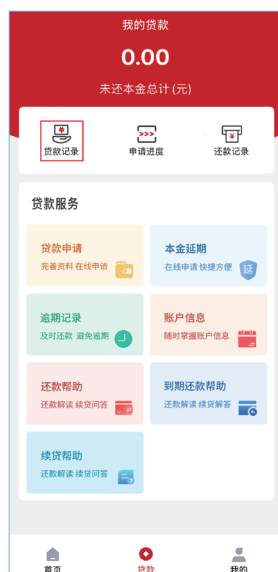 我的贷款
0.00
未还本金总计(元)
贷款记录
申请进度
还款记录
贷款服务
贷款申请
完善资料 在线申请
本金延期
在线申请 快捷方便
延
逾期记录
及时还款 避免逾期
账户信息
随时掌握账户信息
还款帮助
还款解读 续贷问答
到期还款帮助
还款解读 续贷解答
续贷帮助
还款解读 续贷问答
首页
贷款
我的